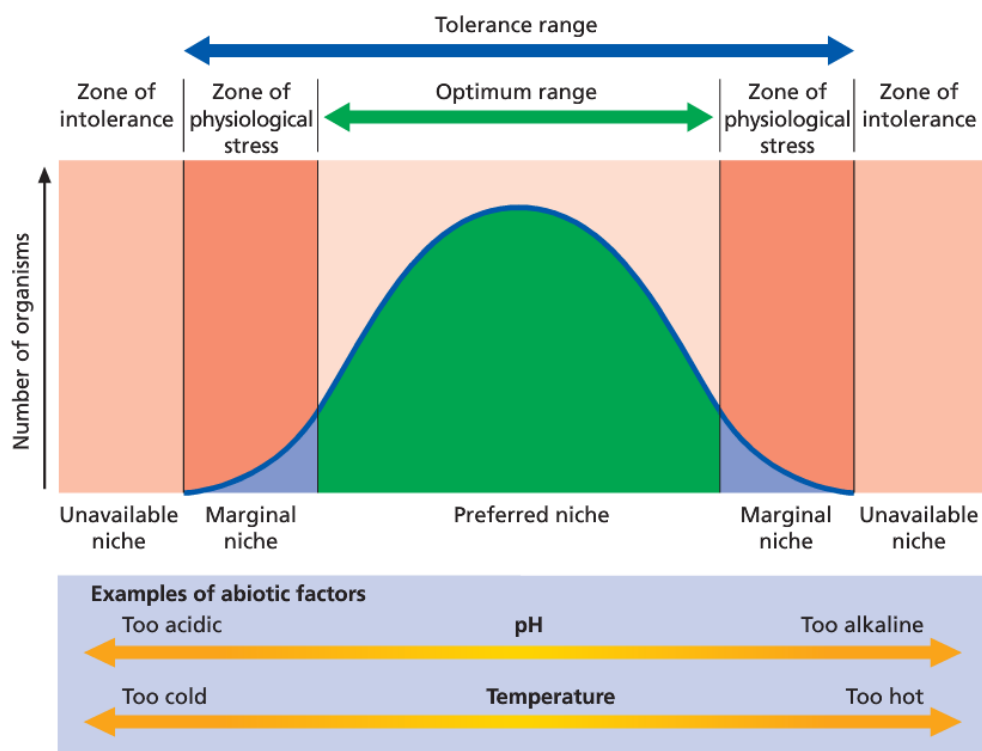 Tolerance range
Zone of
intolerance
Zone of
physiological
stress
Optimum range
Zone of
physiological
stress
Zone of
intolerance
Number of organisms
Unavailable
niche
Marginal
niche
Preferred niche
Marginal
niche
Unavailable
niche
Examples of abiotic factors
Too acidic
pH
Too alkaline
Too cold
Temperature
Too hot